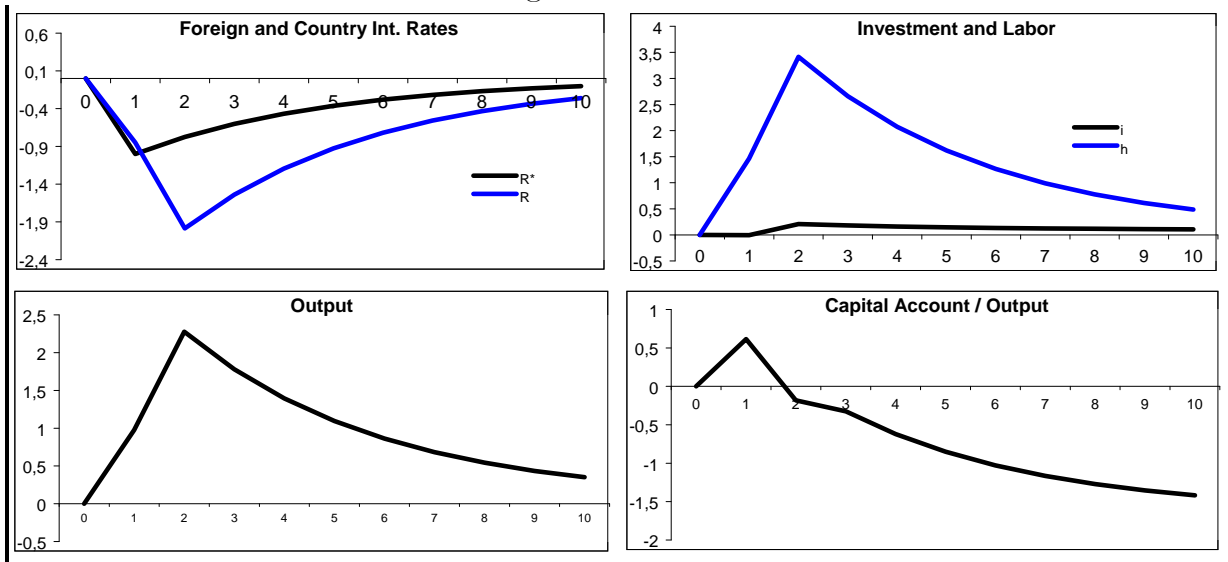 Foreign and Country Int. Rates
0,6
0,1
-0,4
-0,9
-1,4
-1,9
-2,4
0 1 2 3 4 5 6 7 8 9 10
R*
R
Investment and Labor
4
3,5
3
2,5
2
1,5
1
0,5
0
-0,5
0 1 2 3 4 5 6 7 8 9 10
i
h
Output
2,5
2
1,5
1
0,5
0
-0,5
0 1 2 3 4 5 6 7 8 9 10
Capital Account / Output
1
0,5
0
-0,5
-1
-1,5
-2
0 1 2 3 4 5 6 7 8 9 10